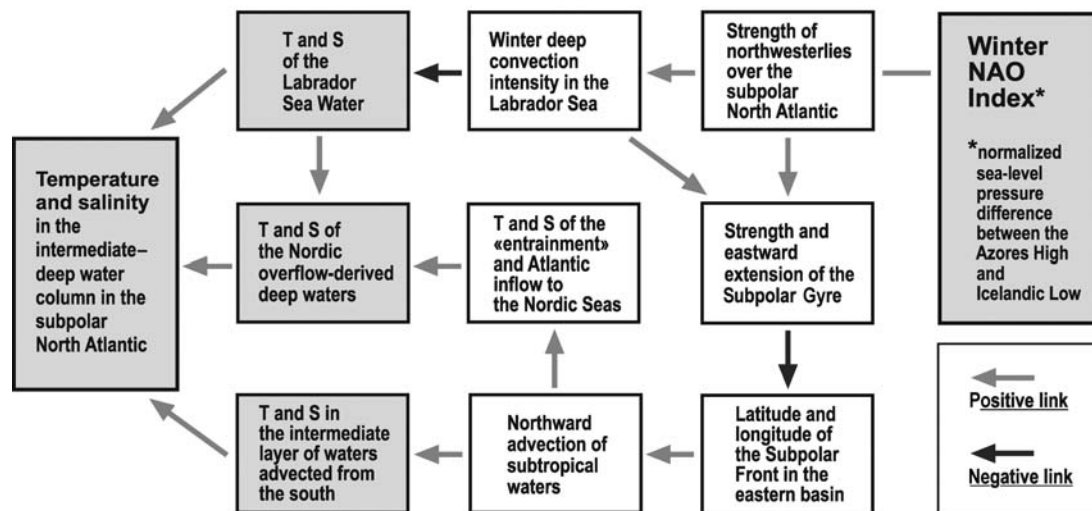 T and S
of the
Labrador
Sea Water
Winter deep
convection
intensity in the
Labrador Sea
Strength of
northwesterlies
over the
subpolar
North Atlantic
Winter
NAO
Index*
*normalized
sea-level
pressure
difference
between the
Azores High
and
Icelandic Low
Temperature
and salinity
in the
intermediate–
deep water
column in the
subpolar
North Atlantic
T and S of
the Nordic
overflow-derived
deep waters
T and S of the
«entrainment»
and Atlantic
inflow to
the Nordic Seas
Strength and
eastward
extension of the
Subpolar Gyre
T and S in
the intermediate
layer of waters
advected from
the south
Northward
advection of
subtropical
waters
Latitude and
longitude of
the Subpolar
Front in the
eastern basin
Positive link
Negative link